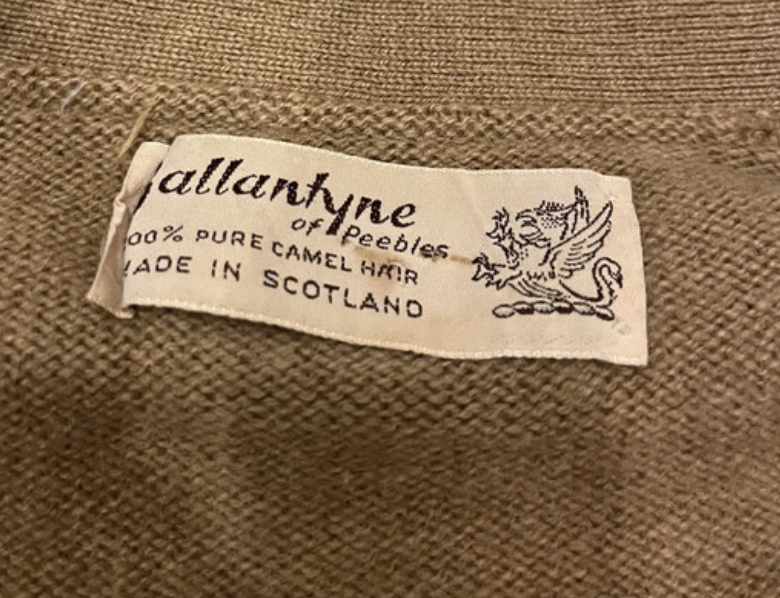 allantyne
of Peebles
00% PURE CAMEL HAIR
ADE IN SCOTLAND